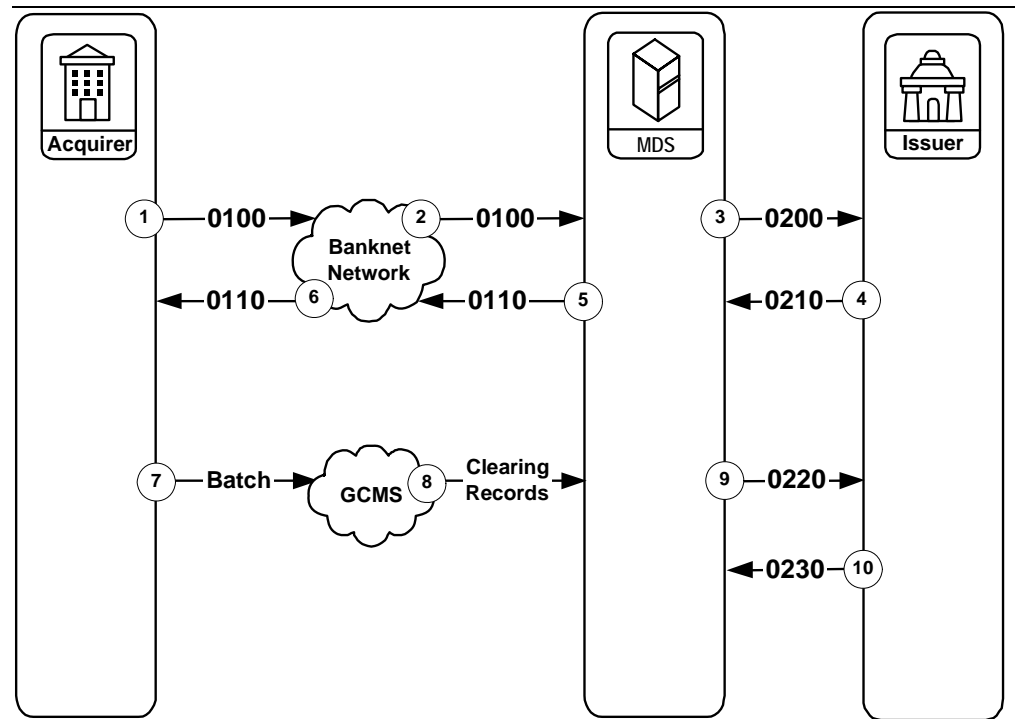 Acquirer
MDS
Issuer
1 0100 2 0100 3 0200
Banknet
Network
0110 6 0110 5 0210 4
7 Batch GCMS 8 Clearing
Records 9 0220
0230 10